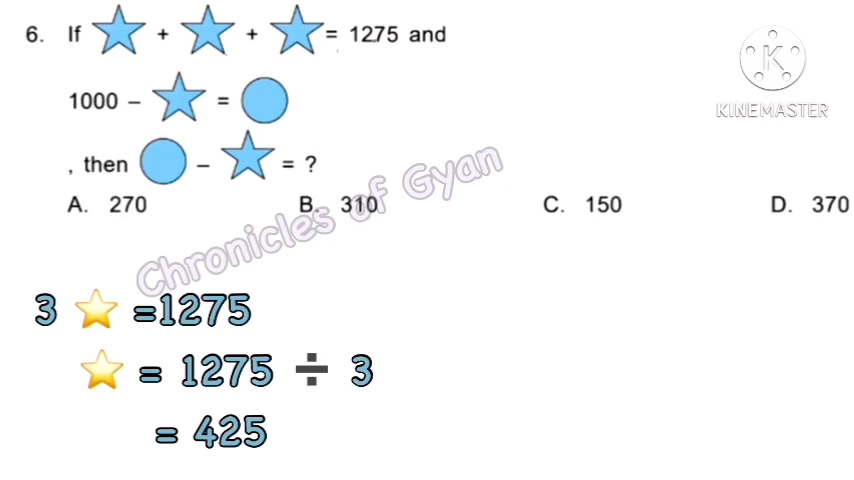 6. If + + = 1275 and
KINEMASTER
1000 – =
, then – = ?
A. 270 B. 310 C. 150 D. 370
Chronicles of Gyan
3 =1275
= 1275 ÷ 3
= 425